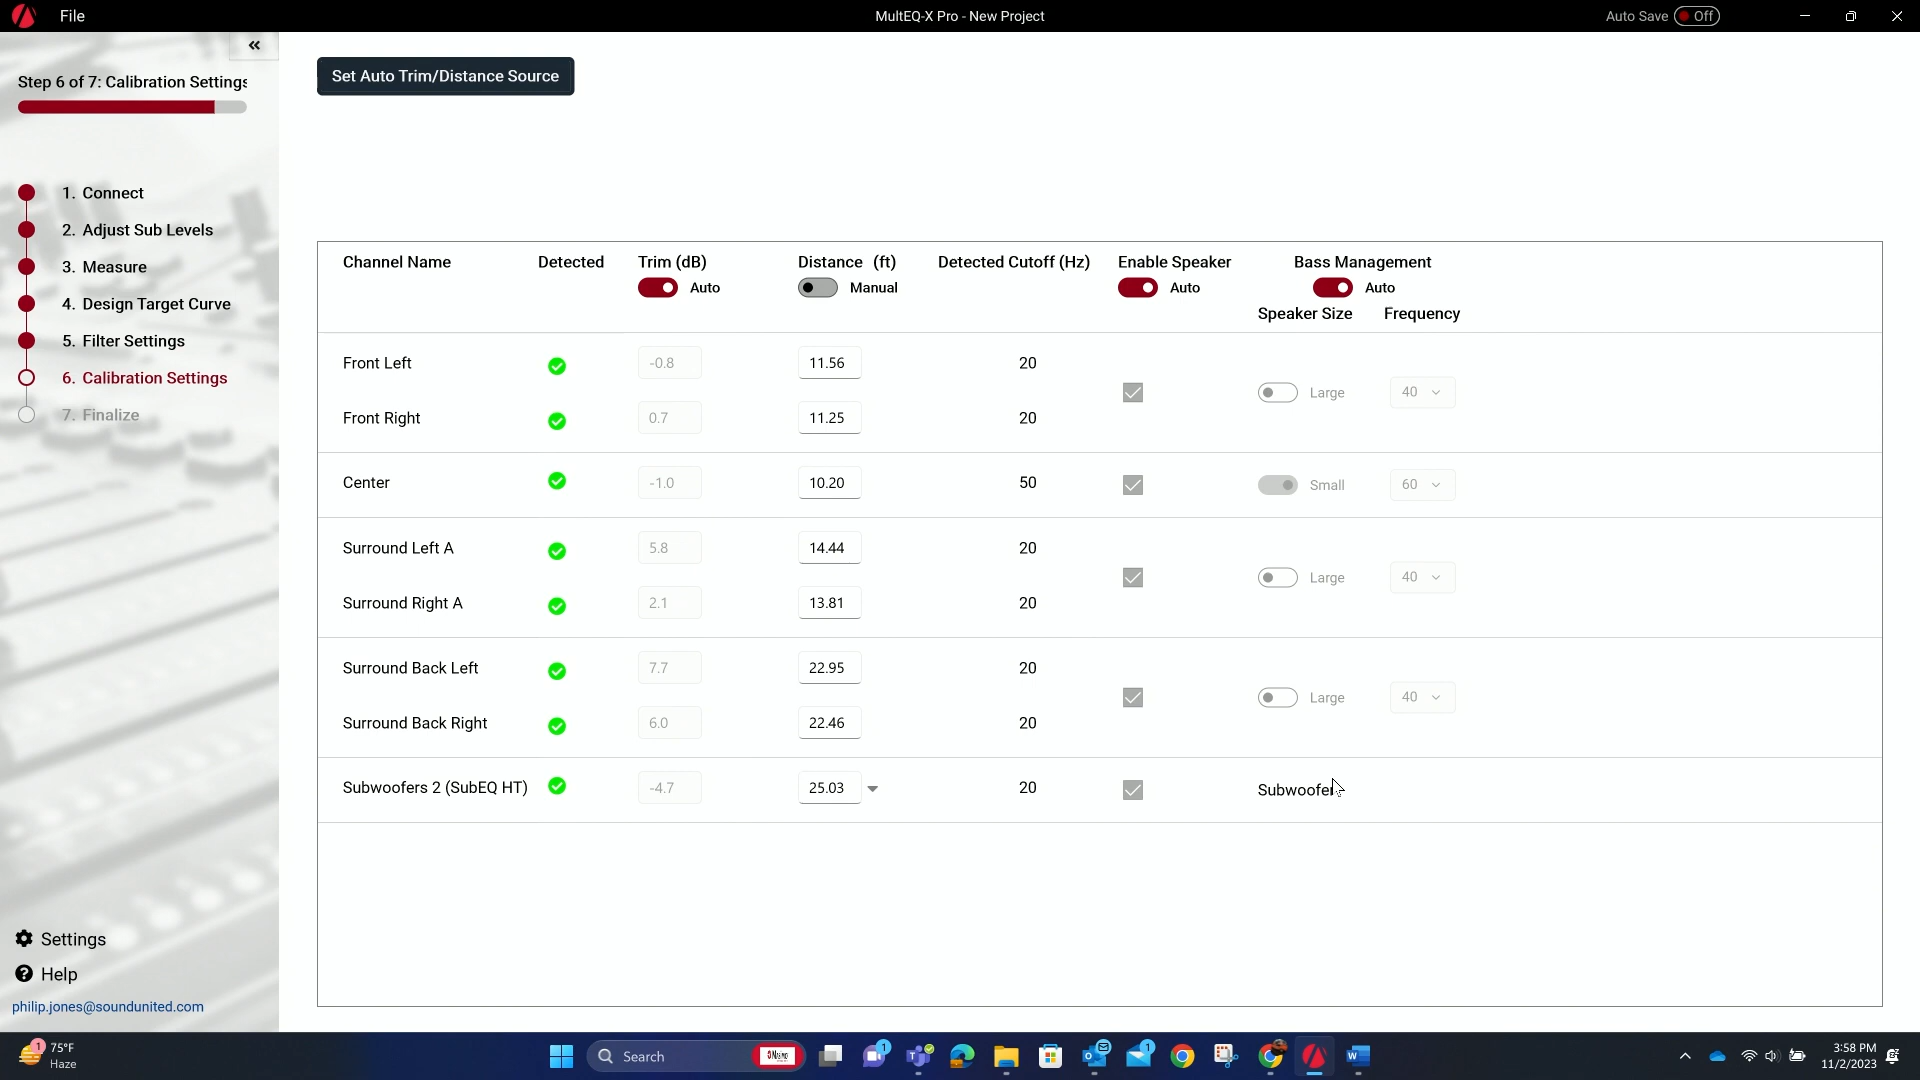 File
MultEQ-X Pro - New Project
Auto Save Off
«
Step 6 of 7: Calibration Settings
Set Auto Trim/Distance Source
1. Connect
2. Adjust Sub Levels
3. Measure
4. Design Target Curve
5. Filter Settings
6. Calibration Settings
7. Finalize
Channel Name Detected Trim (dB) Distance (ft) Detected Cutoff (Hz) Enable Speaker Bass Management
Auto Manual Auto Auto
Speaker Size Frequency
Front Left -0.8 11.56 20
Large 40
Front Right 0.7 11.25 20
Center -1.0 10.20 50 Small 60
Surround Left A 5.8 14.44 20
Large 40
Surround Right A 2.1 13.81 20
Surround Back Left 7.7 22.95 20
Large 40
Surround Back Right 6.0 22.46 20
Subwoofers 2 (SubEQ HT) -4.7 25.03 20 Subwoofer
Settings
Help
philip.jones@soundunited.com
1
75°F
Haze
Search
1
1
3:58 PM
11/2/2023